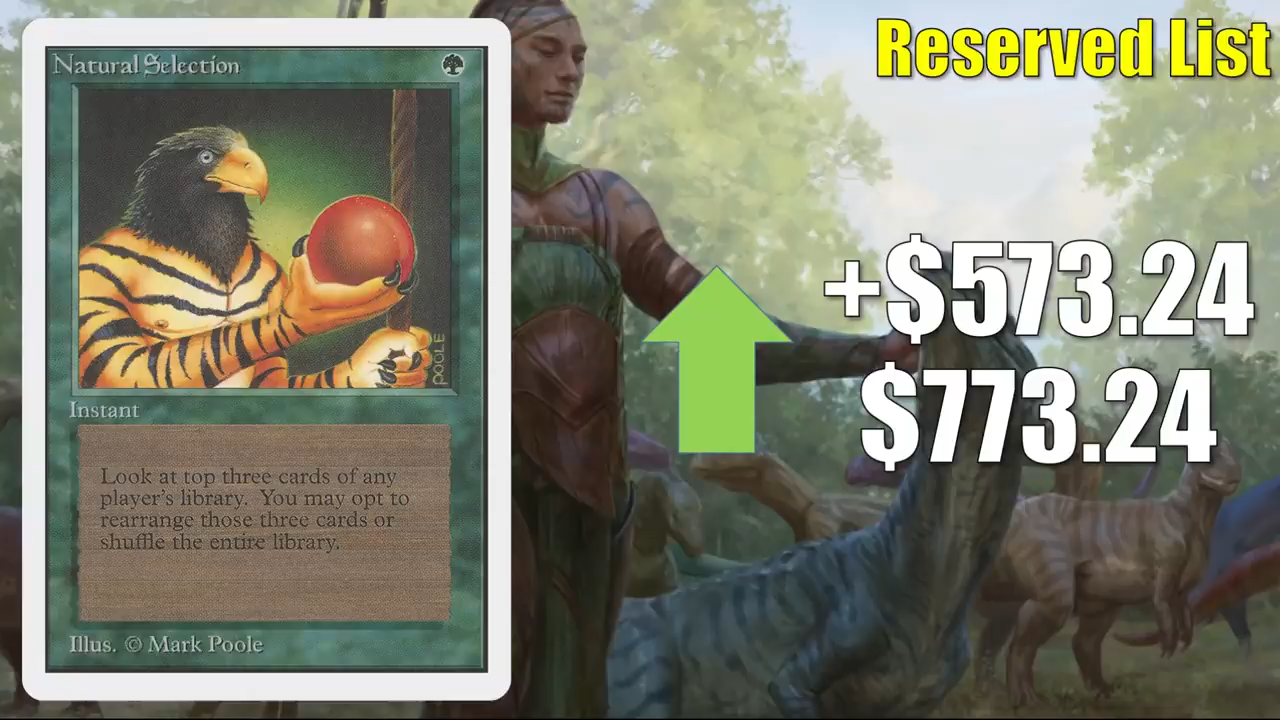 Natural Selection
POOLE
Instant
Look at top three cards of any
player's library. You may opt to
rearrange those three cards or
shuffle the entire library.
Illus. © Mark Poole
Reserved List
+$573.24
$773.24